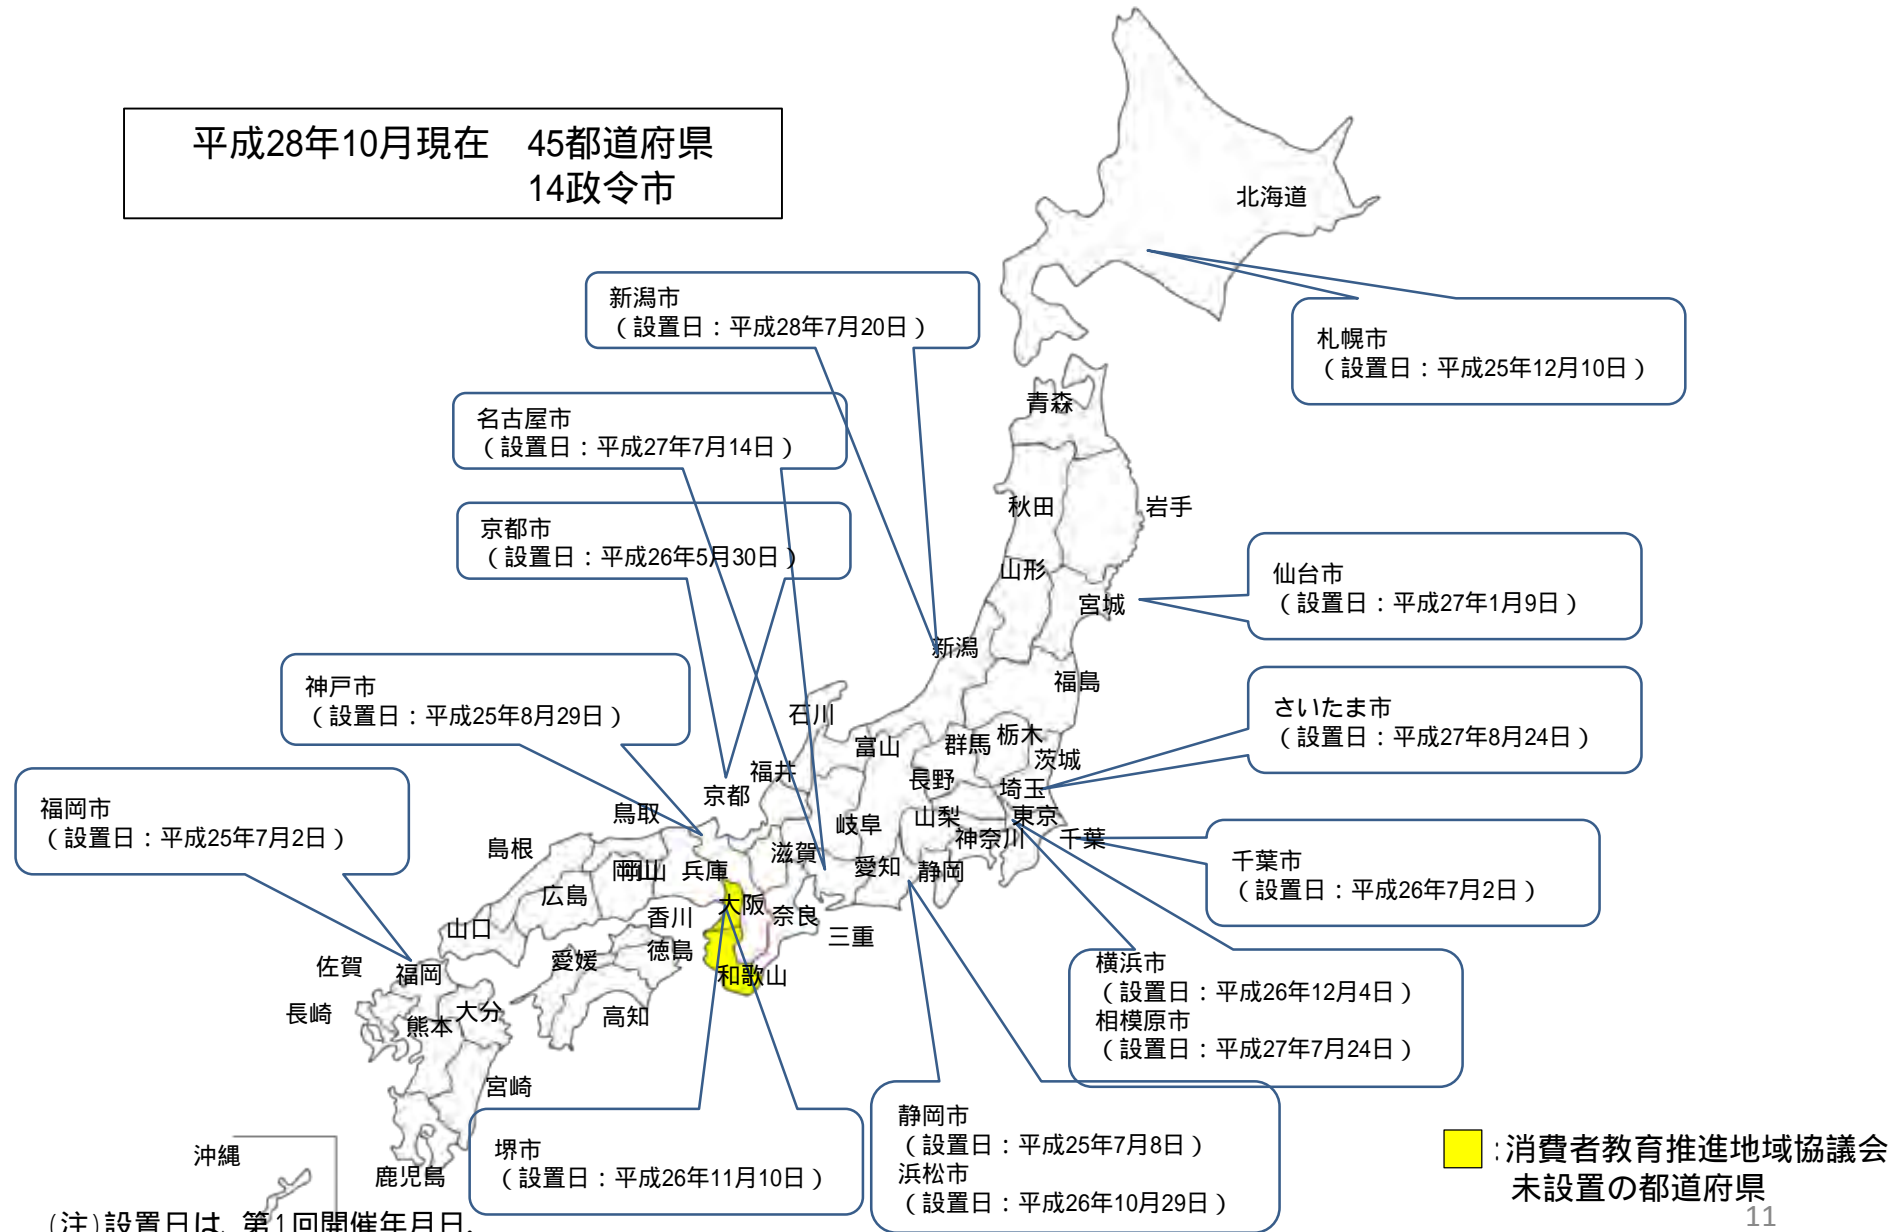 平成28年10月現在　45都道府県
14政令市
北海道
新潟市
（設置日：平成28年7月20日）
札幌市
（設置日：平成25年12月10日）
青森
名古屋市
（設置日：平成27年7月14日）
秋田
岩手
京都市
（設置日：平成26年5月30日）
山形
仙台市
（設置日：平成27年1月9日）
宮城
新潟
福島
神戸市
（設置日：平成25年8月29日）
さいたま市
（設置日：平成27年8月24日）
石川
富山
群馬
栃木
茨城
福井
長野
埼玉
京都
鳥取
福岡市
（設置日：平成25年7月2日）
島根
岐阜
山梨
東京
神奈川
千葉
千葉市
（設置日：平成26年7月2日）
岡山
兵庫
滋賀
愛知
静岡
広島
大阪
香川
奈良
山口
徳島
三重
愛媛
佐賀
福岡
和歌山
横浜市
（設置日：平成26年12月4日）
相模原市
（設置日：平成27年7月24日）
長崎
熊本
大分
高知
宮崎
静岡市
（設置日：平成25年7月8日）
浜松市
（設置日：平成26年10月29日）
堺市
（設置日：平成26年11月10日）
沖縄
鹿児島
：消費者教育推進地域協議会
未設置の都道府県
（注）設置日は、第1回開催年月日。
11